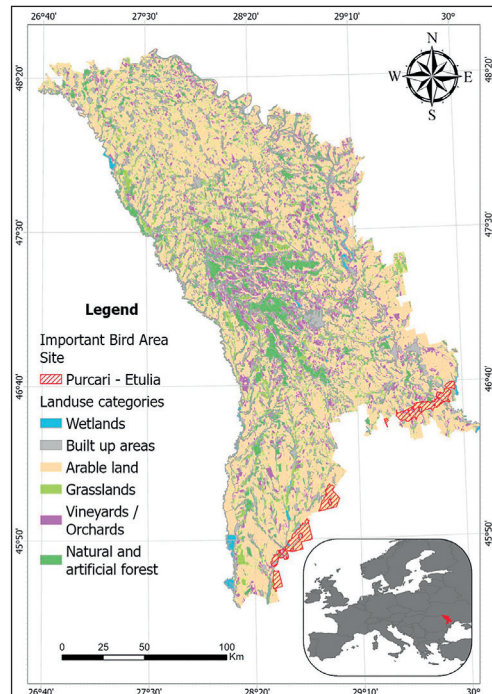 26°40' 27°30' 28°20' 29°10' 30°
N
W E
S
48°20' 48°20'
47°30' 47°30'
46°40' 46°40'
45°50' 45°50'
Legend
Important Bird Area
Site
Purcari - Etulia
Landuse categories
Wetlands
Built up areas
Arable land
Grasslands
Vineyards /
Orchards
Natural and
artificial forest
0 25 50 100
Km
26°40' 27°30' 28°20' 29°10' 30°